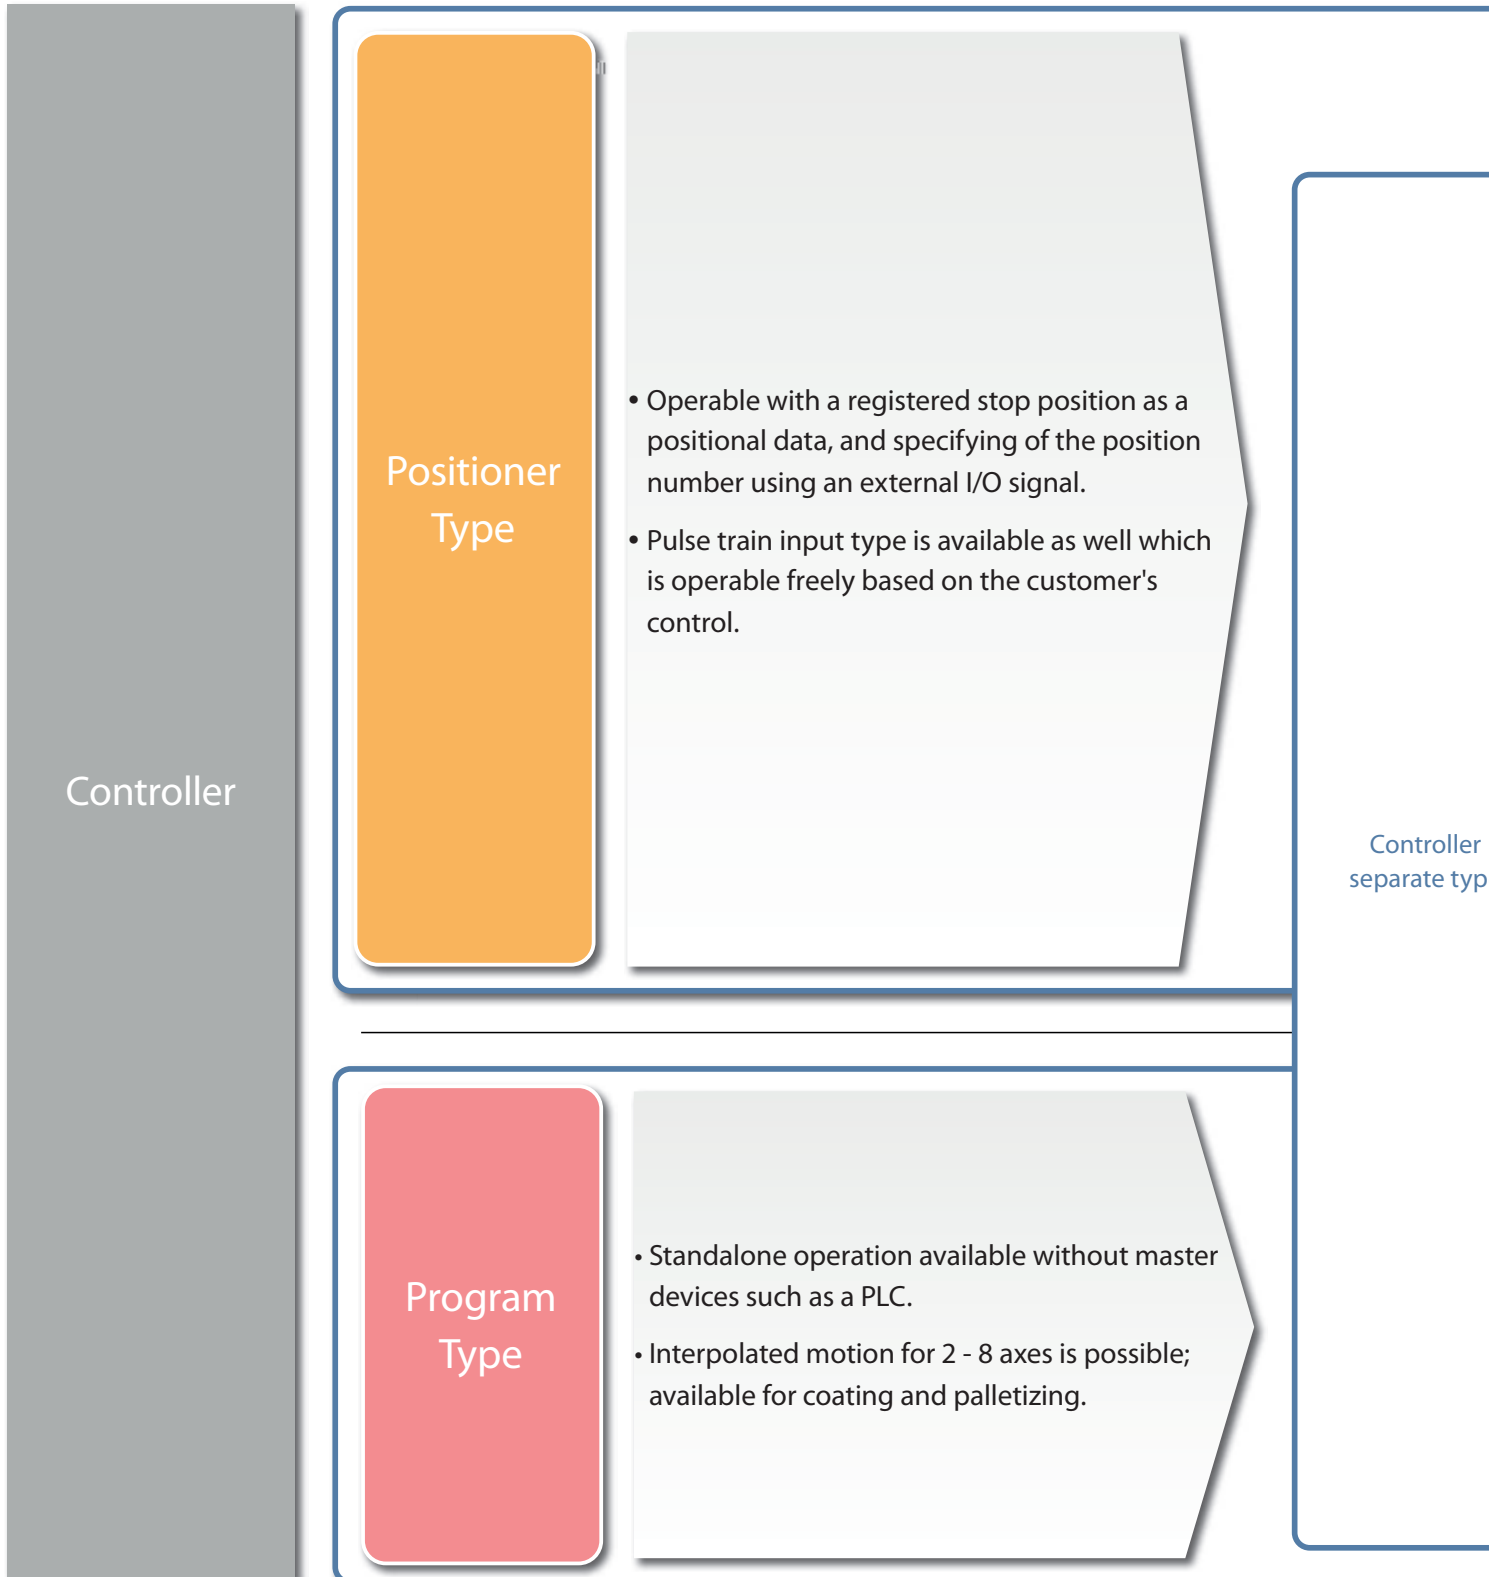 Controller
Positioner
Type
• Operable with a registered stop position as a
positional data, and specifying of the position
number using an external I/O signal.
• Pulse train input type is available as well which
is operable freely based on the customer's
control.
Controller
separate typ
Program
Type
• Standalone operation available without master
devices such as a PLC.
• Interpolated motion for 2 - 8 axes is possible;
available for coating and palletizing.